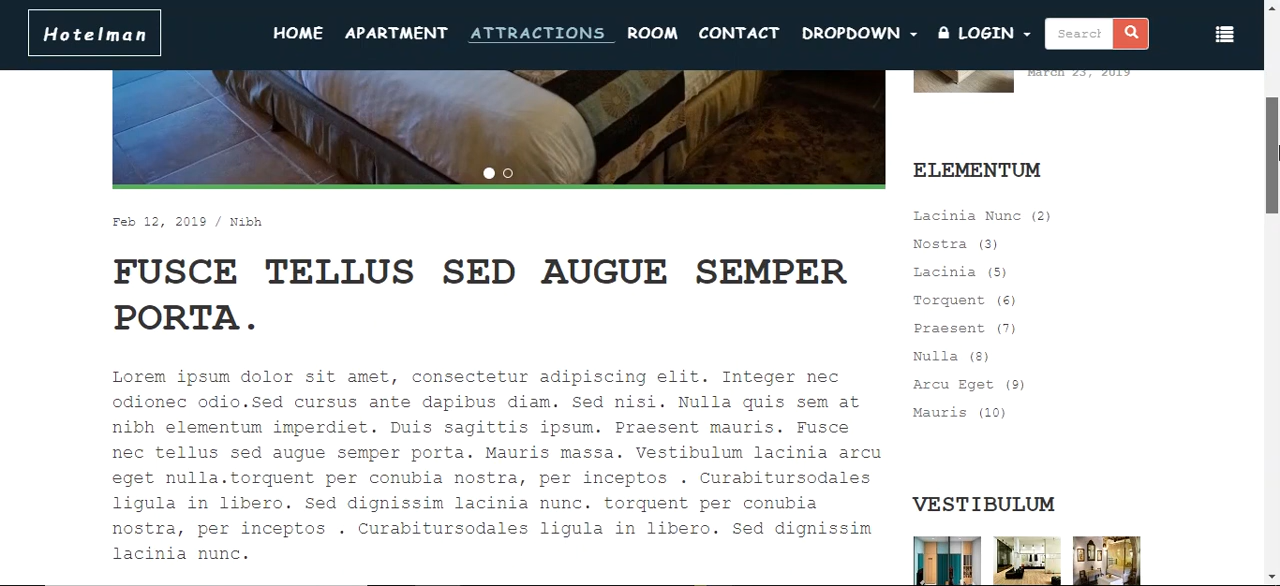 Hotelman
HOME
APARTMENT
ATTRACTIONS
ROOM
CONTACT
DROPDOWN
LOGIN
Search
March 23, 2019
Feb 12, 2019 / Nibh
FUSCE TELLUS SED AUGUE SEMPER
PORTA.
Lorem ipsum dolor sit amet, consectetur adipiscing elit. Integer nec
odionec odio.Sed cursus ante dapibus diam. Sed nisi. Nulla quis sem at
nibh elementum imperdiet. Duis sagittis ipsum. Praesent mauris. Fusce
nec tellus sed augue semper porta. Mauris massa. Vestibulum lacinia arcu
eget nulla.torquent per conubia nostra, per inceptos . Curabitursodales
ligula in libero. Sed dignissim lacinia nunc. torquent per conubia
nostra, per inceptos . Curabitursodales ligula in libero. Sed dignissim
lacinia nunc.
ELEMENTUM
Lacinia Nunc (2)
Nostra (3)
Lacinia (5)
Torquent (6)
Praesent (7)
Nulla (8)
Arcu Eget (9)
Mauris (10)
VESTIBULUM